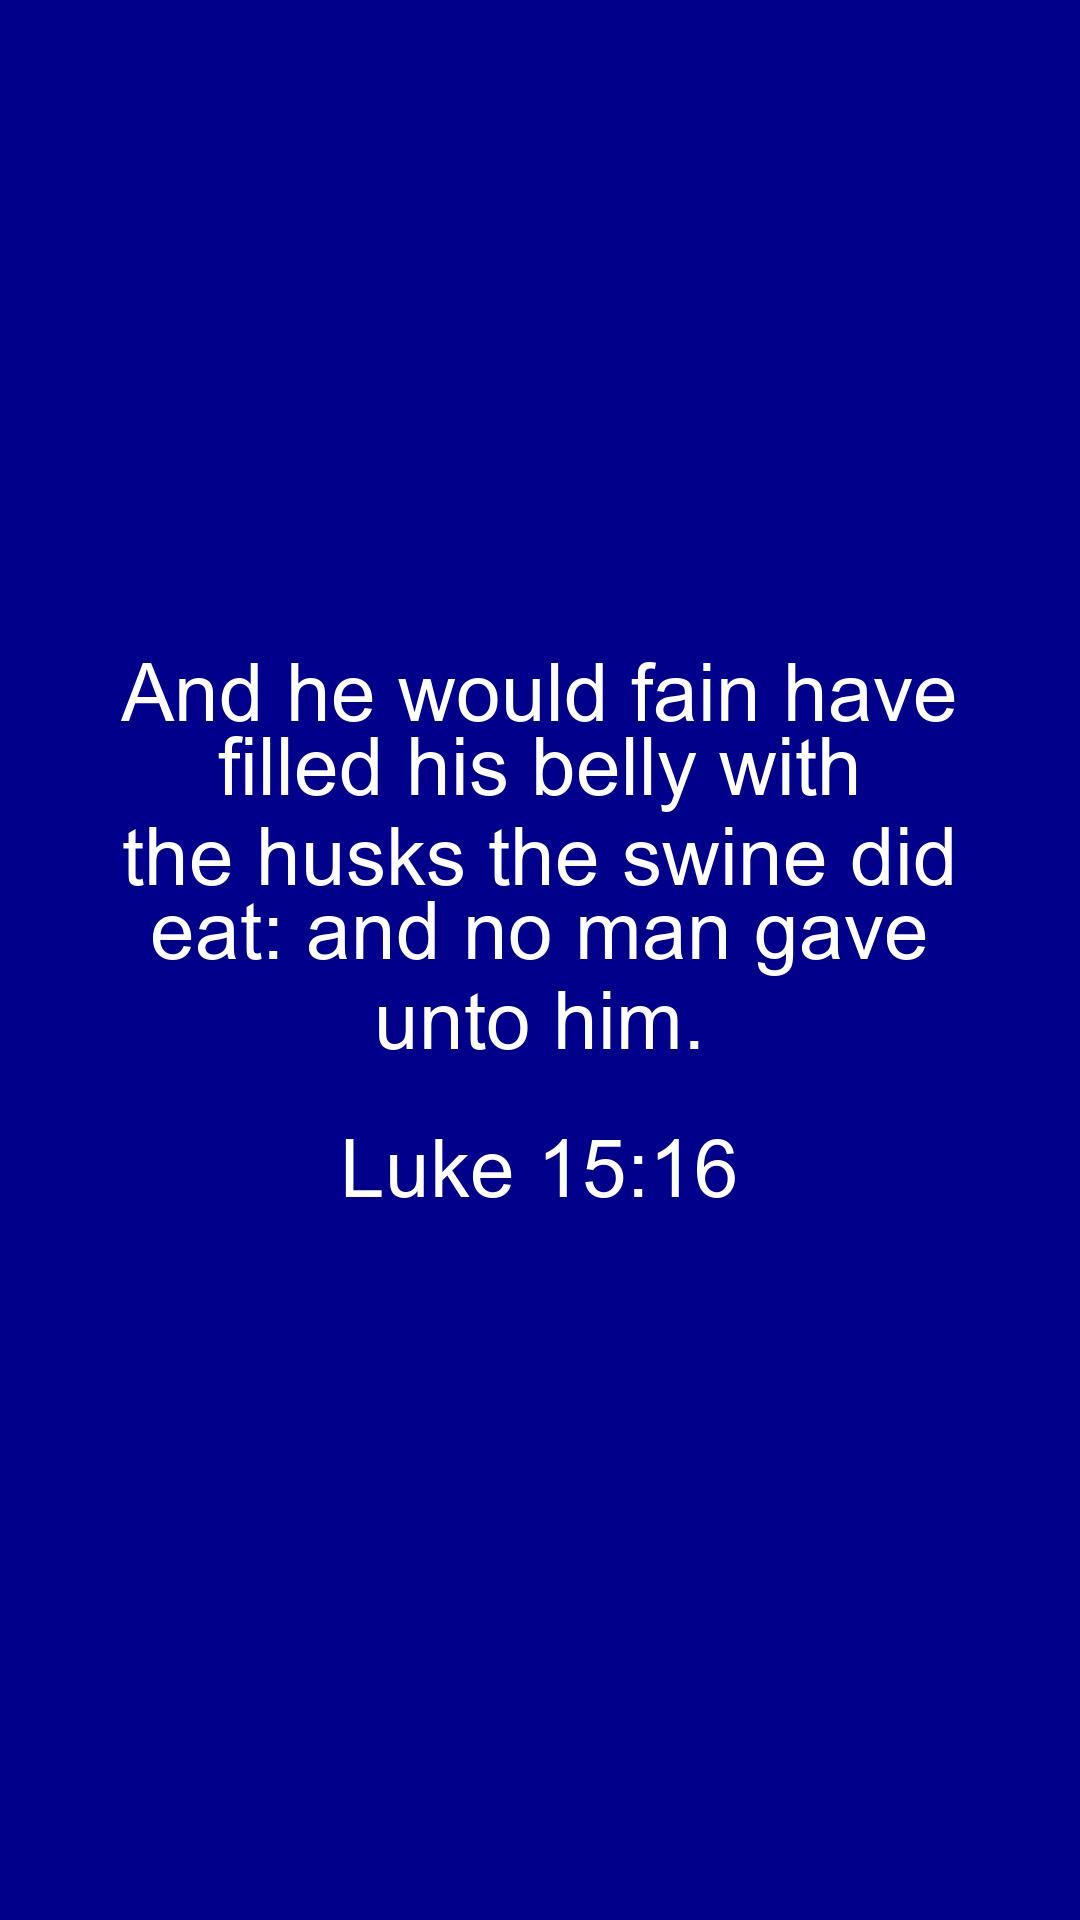 And he would fain have
filled his belly with
the husks the swine did
eat: and no man gave
unto him.
Luke 15:16